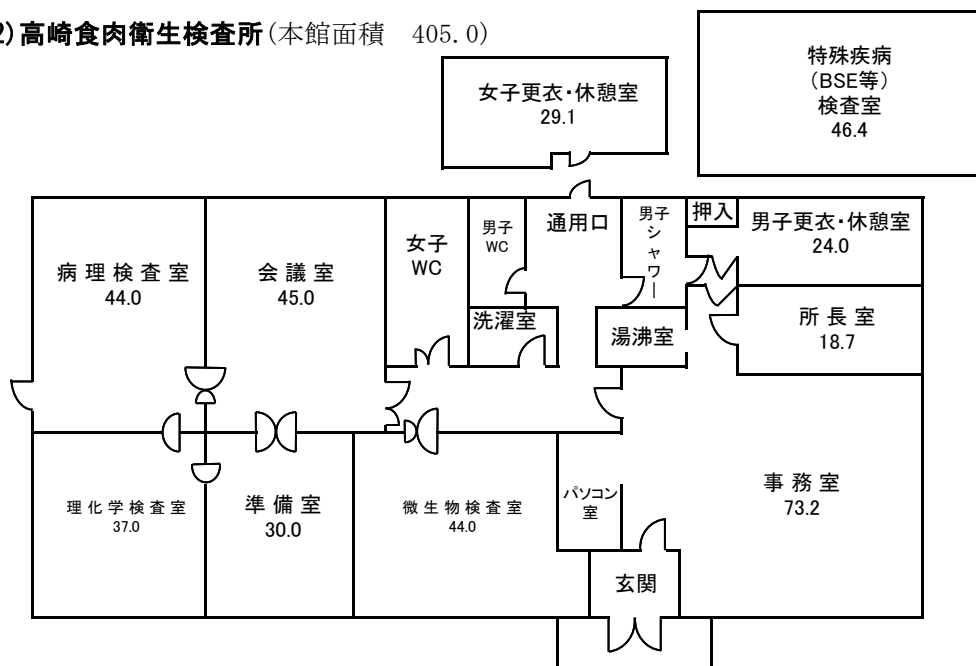 2)高崎食肉衛生検査所(本館面積　405.0)
特殊疾病
(BSE等)
検査室
46.4
女子更衣・休憩室
29.1
病理検査室
44.0
会議室
45.0
女子
WC
男子
WC
通用口
男子
シャワー
押入
男子更衣・休憩室
24.0
洗濯室
湯沸室
所長室
18.7
理化学検査室
37.0
準備室
30.0
微生物検査室
44.0
パソコン
室
事務室
73.2
玄関